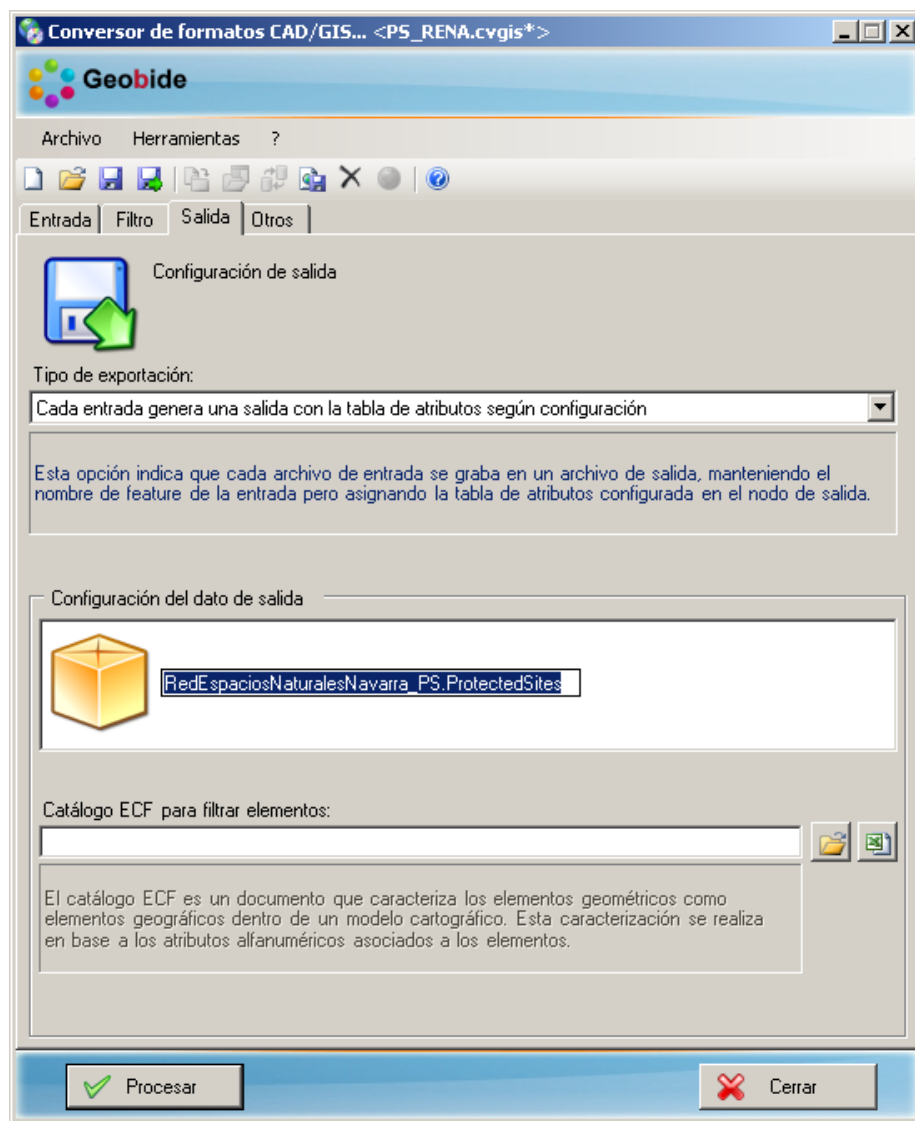 Conversor de formatos CAD/GIS... <PS_RENA.cvgis*>
Geobide
Archivo Herramientas ?
Entrada Filtro Salida Otros
Configuración de salida
Tipo de exportación:
Cada entrada genera una salida con la tabla de atributos según configuración
Esta opción indica que cada archivo de entrada se graba en un archivo de salida, manteniendo el
nombre de feature de la entrada pero asignando la tabla de atributos configurada en el nodo de salida.
Configuración del dato de salida
RedEspaciosNaturalesNavarra_PS.ProtectedSites
Catálogo ECF para filtrar elementos:
El catálogo ECF es un documento que caracteriza los elementos geométricos como
elementos geográficos dentro de un modelo cartográfico. Esta caracterización se realiza
en base a los atributos alfanuméricos asociados a los elementos.
Procesar Cerrar